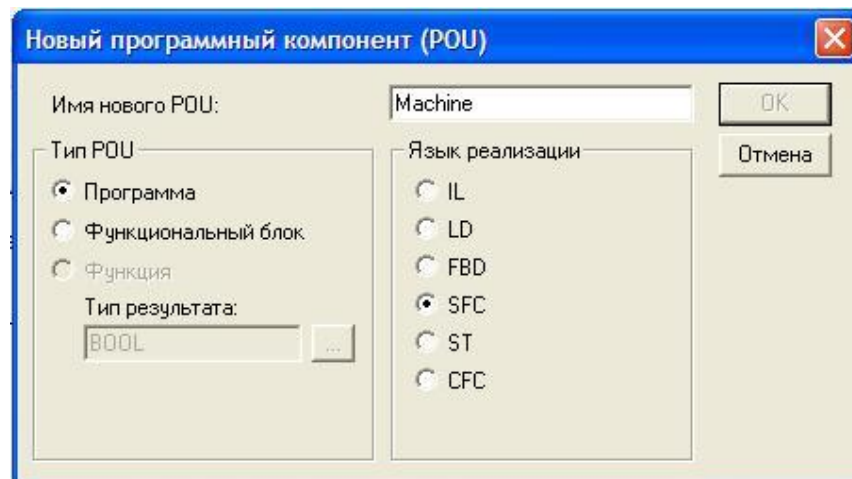 Новый программный компонент (POU)
Имя нового POU:
Machine
OK
Отмена
Тип POU
Программа
Функциональный блок
Функция
Тип результата:
BOOL
...
Язык реализации
IL
LD
FBD
SFC
ST
CFC